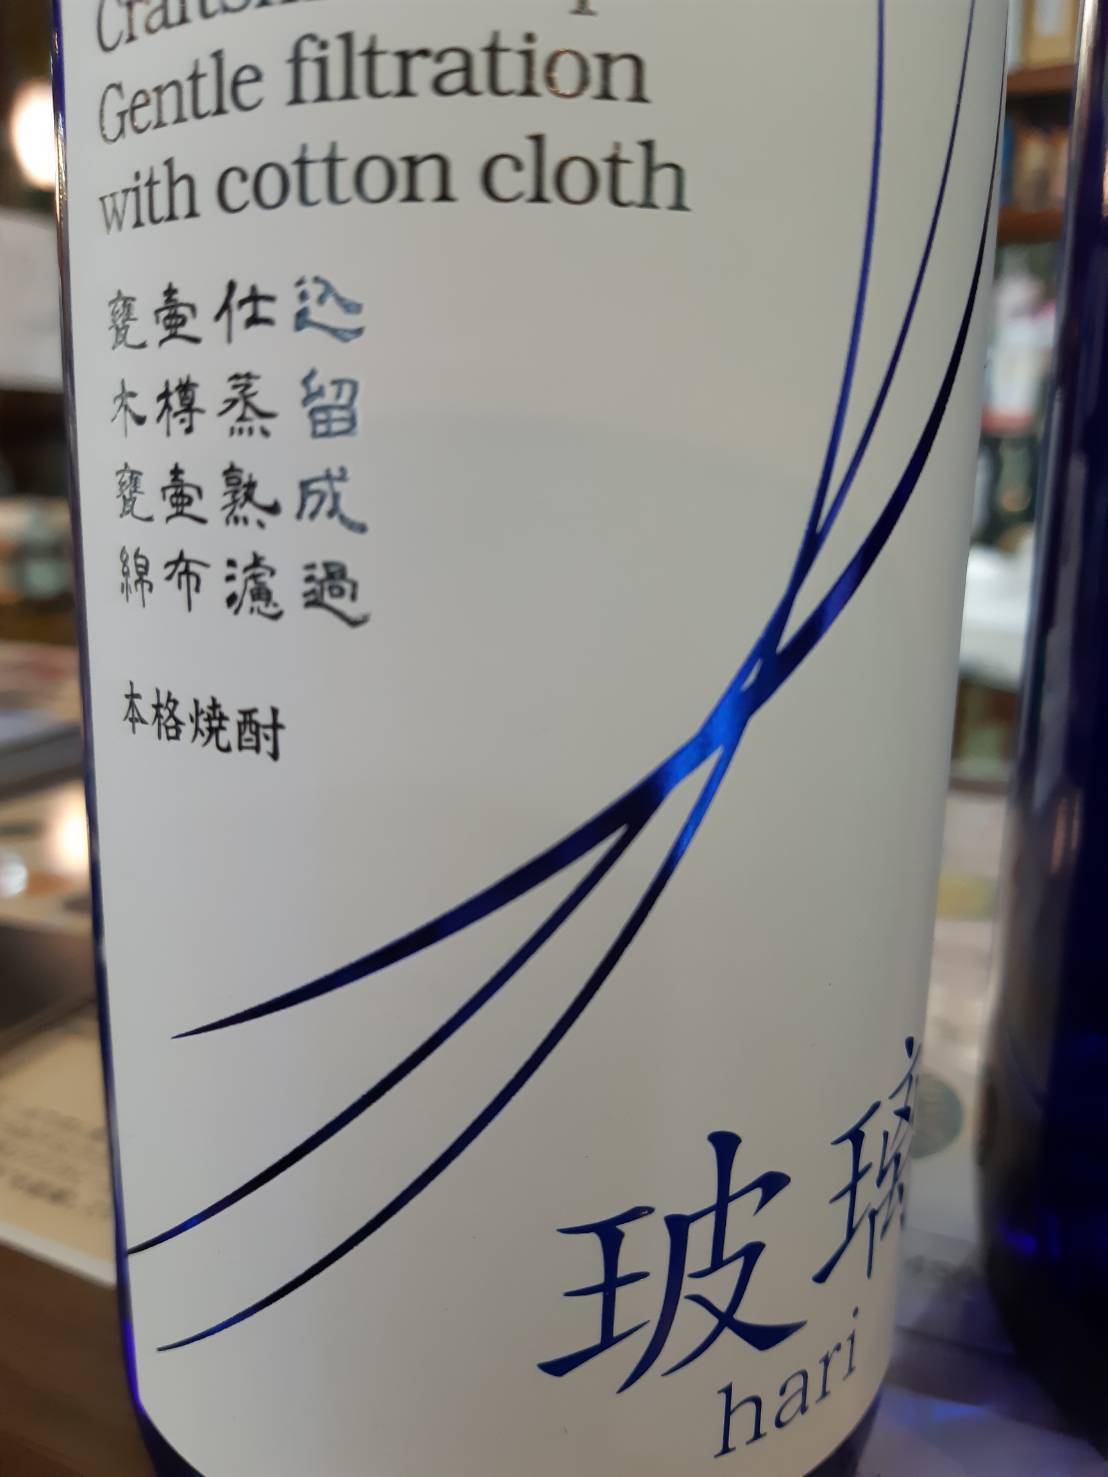 Gentle filtration
with cotton cloth
甕壷仕込
木樽蒸留
甕壷熟成
綿布濾過
本格焼酎
玻璃
hari